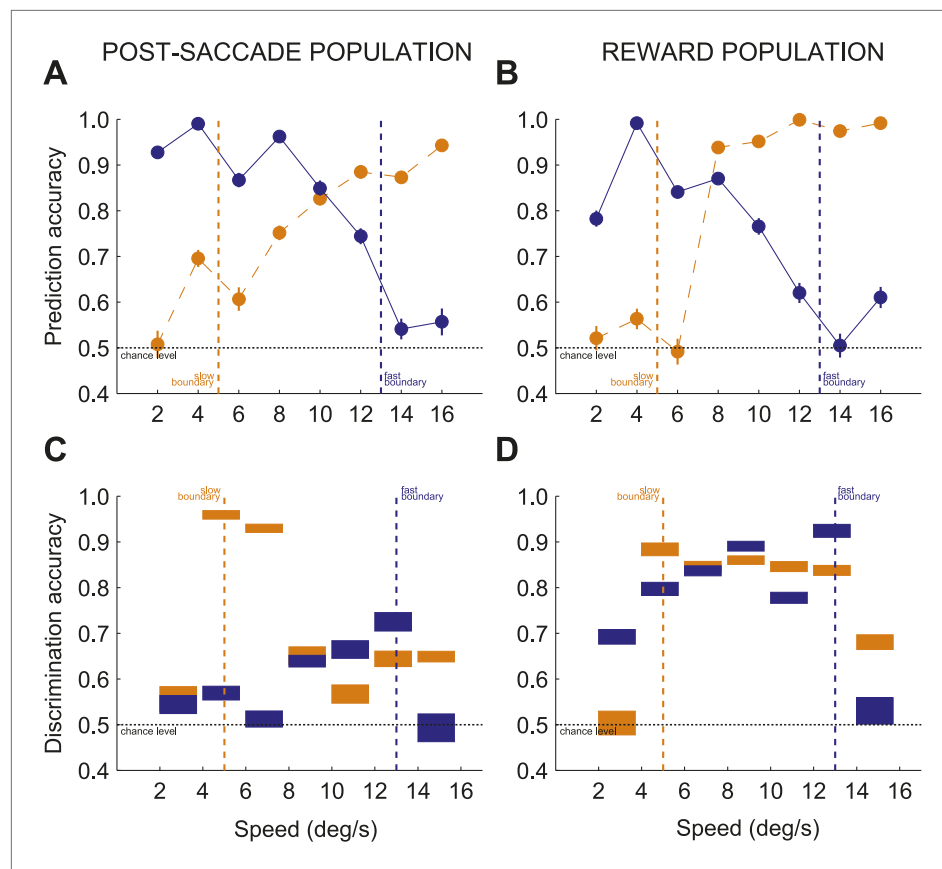 POST-SACCADE POPULATION
REWARD POPULATION
A
B
Prediction accuracy
1.0
0.9
0.8
0.7
0.6
0.5
0.4
chance level
slow
boundary
fast
boundary
2 4 6 8 10 12 14 16
1.0
0.9
0.8
0.7
0.6
0.5
0.4
chance level
slow
boundary
fast
boundary
2 4 6 8 10 12 14 16
C
D
Discrimination accuracy
slow
boundary
fast
boundary
1.0
0.9
0.8
0.7
0.6
0.5
0.4
chance level
2 4 6 8 10 12 14 16
Speed (deg/s)
slow
boundary
fast
boundary
1.0
0.9
0.8
0.7
0.6
0.5
0.4
chance level
2 4 6 8 10 12 14 16
Speed (deg/s)